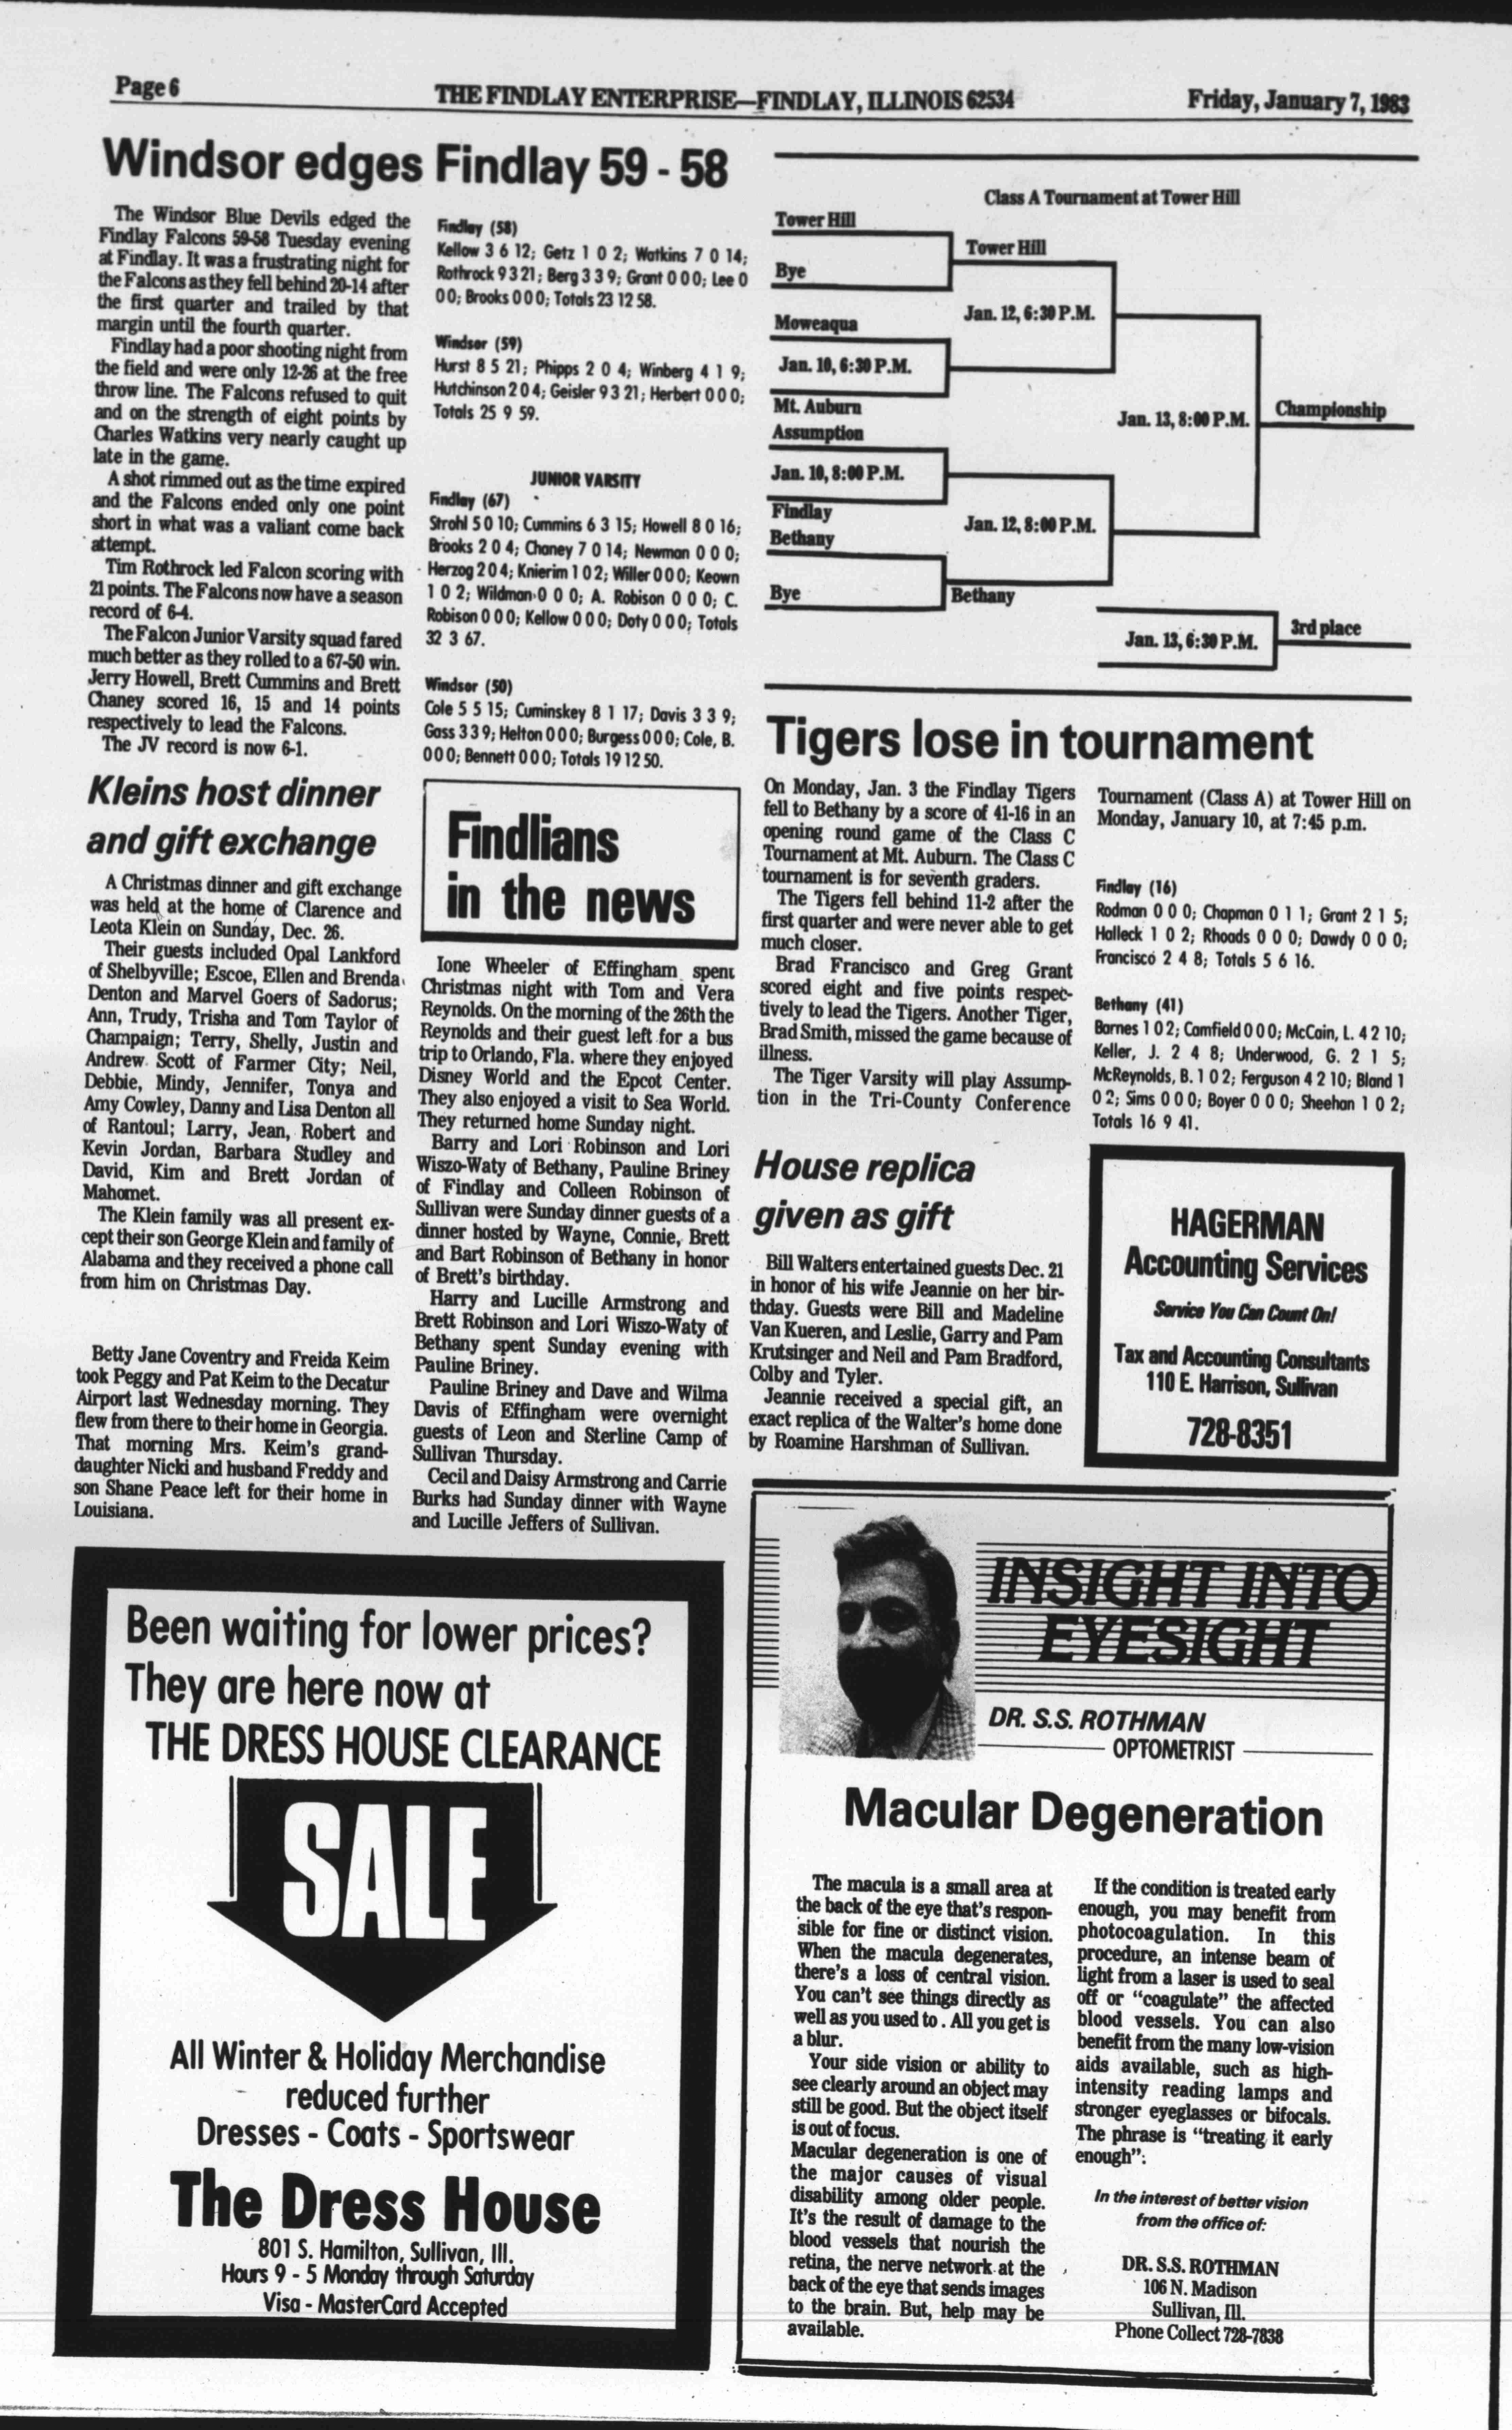 Page 6
THE FINDLAY ENTERPRISE—FINDLAY, ILLINOIS 62534
Friday, January 7, 1983
Windsor edges Findlay 59 - 58
The Windsor Blue Devils edged the
Findlay Falcons 59-58 Tuesday evening
at Findlay. It was a frustrating night for
the Falcons as they fell behind 20-14 after
the first quarter and trailed by that
margin until the fourth quarter.
Findlay had a poor shooting night from
the field and were only 12-26 at the free
throw line. The Falcons refused to quit
and on the strength of eight points by
Charles Watkins very nearly caught up
late in the game.
A shot rimmed out as the time expired
and the Falcons ended only one point
short in what was a valiant come back
attempt.
Tim Rothrock led Falcon scoring with
21 points. The Falcons now have a season
record of 6-4.
The Falcon Junior Varsity squad fared
much better as they rolled to a 67-50 win.
Jerry Howell, Brett Cummins and Brett
Chaney scored 16, 15 and 14 points
respectively to lead the Falcons.
The JV record is now 6-1.
Findlay (58)
Kellow 3 6 12; Getz 1 0 2; Watkins 7 0 14;
Rothrock 9 3 21; Berg 3 3 9; Grant 0 0 0; Lee 0
0 0; Brooks 0 0 0; Totals 23 12 58.
Windsor (59)
Hurst 8 5 21; Phipps 2 0 4; Winberg 4 1 9;
Hutchinson 2 0 4; Geisler 9 3 21; Herbert 0 0 0;
Totals 25 9 59.
JUNIOR VARSITY
Findlay (67)
Strohl 5 0 10; Cummins 6 3 15; Howell 8 0 16;
Brooks 2 0 4; Chaney 7 0 14; Newman 0 0 0;
Herzog 2 0 4; Knierim 1 0 2; Willer 0 0 0; Keown
1 0 2; Wildman 0 0 0; A. Robison 0 0 0; C.
Robison 0 0 0; Kellow 0 0 0; Doty 0 0 0; Totals
32 3 67.
Windsor (50)
Cole 5 5 15; Cuminskey 8 1 17; Davis 3 3 9;
Gass 3 3 9; Helton 0 0 0; Burgess 0 0 0; Cole, B.
0 0 0; Bennett 0 0 0; Totals 19 12 50.
Class A Tournament at Tower Hill
Tower Hill
Tower Hill
Bye
Jan. 12, 6:30 P.M.
Moweaqua
Jan. 10, 6:30 P.M.
Mt. Auburn
Jan. 13, 8:00 P.M.
Championship
Assumption
Jan. 10, 8:00 P.M.
Findlay
Jan. 12, 8:00 P.M.
Bethany
Bye
Bethany
Jan. 13, 6:30 P.M.
3rd place
Kleins host dinner
and gift exchange
A Christmas dinner and gift exchange
was held at the home of Clarence and
Leota Klein on Sunday, Dec. 26.
Their guests included Opal Lankford
of Shelbyville; Escoe, Ellen and Brenda
Denton and Marvel Goers of Sadorus;
Ann, Trudy, Trisha and Tom Taylor of
Champaign; Terry, Shelly, Justin and
Andrew Scott of Farmer City; Neil,
Debbie, Mindy, Jennifer, Tonya and
Amy Cowley, Danny and Lisa Denton all
of Rantoul; Larry, Jean, Robert and
Kevin Jordan, Barbara Studley and
David, Kim and Brett Jordan of
Mahomet.
The Klein family was all present ex-
cept their son George Klein and family of
Alabama and they received a phone call
from him on Christmas Day.
Betty Jane Coventry and Freida Keim
took Peggy and Pat Keim to the Decatur
Airport last Wednesday morning. They
flew from there to their home in Georgia.
That morning Mrs. Keim's grand-
daughter Nicki and husband Freddy and
son Shane Peace left for their home in
Louisiana.
Findlians
in the news
Ione Wheeler of Effingham spent
Christmas night with Tom and Vera
Reynolds. On the morning of the 26th the
Reynolds and their guest left for a bus
trip to Orlando, Fla. where they enjoyed
Disney World and the Epcot Center.
They also enjoyed a visit to Sea World.
They returned home Sunday night.
Barry and Lori Robinson and Lori
Wiszo-Waty of Bethany, Pauline Briney
of Findlay and Colleen Robinson of
Sullivan were Sunday dinner guests of a
dinner hosted by Wayne, Connie, Brett
and Bart Robinson of Bethany in honor
of Brett's birthday.
Harry and Lucille Armstrong and
Brett Robinson and Lori Wiszo-Waty of
Bethany spent Sunday evening with
Pauline Briney.
Pauline Briney and Dave and Wilma
Davis of Effingham were overnight
guests of Leon and Sterline Camp of
Sullivan Thursday.
Cecil and Daisy Armstrong and Carrie
Burks had Sunday dinner with Wayne
and Lucille Jeffers of Sullivan.
Tigers lose in tournament
On Monday, Jan. 3 the Findlay Tigers
fell to Bethany by a score of 41-16 in an
opening round game of the Class C
Tournament at Mt. Auburn. The Class C
tournament is for seventh graders.
The Tigers fell behind 11-2 after the
first quarter and were never able to get
much closer.
Brad Francisco and Greg Grant
scored eight and five points respec-
tively to lead the Tigers. Another Tiger,
Brad Smith, missed the game because of
illness.
The Tiger Varsity will play Assump-
tion in the Tri-County Conference
Tournament (Class A) at Tower Hill on
Monday, January 10, at 7:45 p.m.
Findlay (16)
Rodman 0 0 0; Chapman 0 1 1; Grant 2 1 5;
Halleck 1 0 2; Rhoads 0 0 0; Dawdy 0 0 0;
Francisco 2 4 8; Totals 5 6 16.
Bethany (41)
Barnes 1 0 2; Camfield 0 0 0; McCain, L. 4 2 10;
Keller, J. 2 4 8; Underwood, G. 2 1 5;
McReynolds, B. 1 0 2; Ferguson 4 2 10; Bland 1
0 2; Sims 0 0 0; Boyer 0 0 0; Sheehan 1 0 2;
Totals 16 9 41.
House replica
given as gift
Bill Walters entertained guests Dec. 21
in honor of his wife Jeannie on her bir-
thday. Guests were Bill and Madeline
Van Kueren, and Leslie, Garry and Pam
Krutsinger and Neil and Pam Bradford,
Colby and Tyler.
Jeannie received a special gift, an
exact replica of the Walter's home done
by Roamine Harshman of Sullivan.
HAGERMAN
Accounting Services
Service You Can Count On!
Tax and Accounting Consultants
110 E. Harrison, Sullivan
728-8351
Been waiting for lower prices?
They are here now at
THE DRESS HOUSE CLEARANCE
SALE
All Winter & Holiday Merchandise
reduced further
Dresses - Coats - Sportswear
The Dress House
801 S. Hamilton, Sullivan, Ill.
Hours 9 - 5 Monday through Saturday
Visa - MasterCard Accepted
INSIGHT INTO
EYESIGHT
DR. S.S. ROTHMAN
OPTOMETRIST
Macular Degeneration
The macula is a small area at
the back of the eye that's respon-
sible for fine or distinct vision.
When the macula degenerates,
there's a loss of central vision.
You can't see things directly as
well as you used to . All you get is
a blur.
Your side vision or ability to
see clearly around an object may
still be good. But the object itself
is out of focus.
Macular degeneration is one of
the major causes of visual
disability among older people.
It's the result of damage to the
blood vessels that nourish the
retina, the nerve network at the
back of the eye that sends images
to the brain. But, help may be
available.
If the condition is treated early
enough, you may benefit from
photocoagulation. In this
procedure, an intense beam of
light from a laser is used to seal
off or "coagulate" the affected
blood vessels. You can also
benefit from the many low-vision
aids available, such as high-
intensity reading lamps and
stronger eyeglasses or bifocals.
The phrase is "treating it early
enough":
In the interest of better vision
from the office of:
DR. S.S. ROTHMAN
106 N. Madison
Sullivan, Ill.
Phone Collect 728-7838